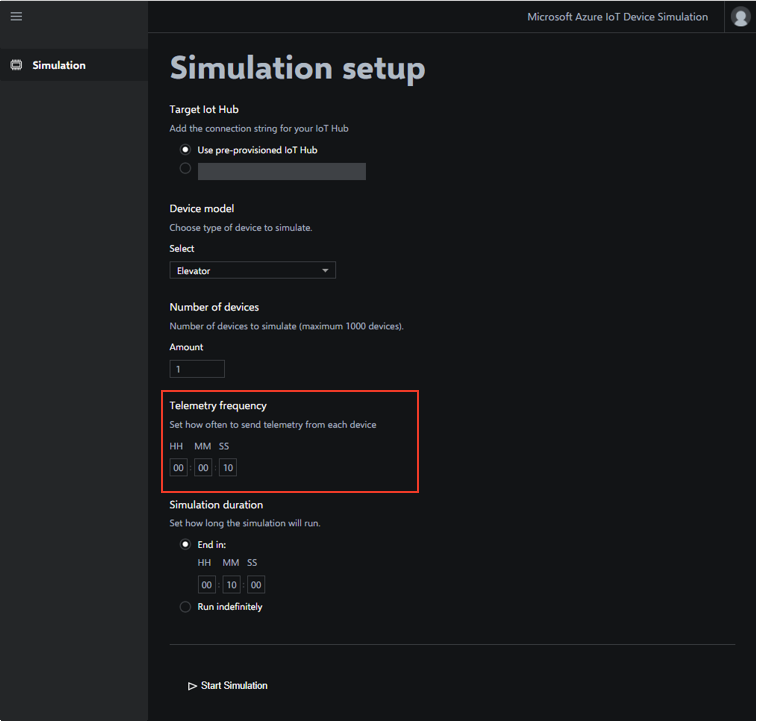 Microsoft Azure IoT Device Simulation
Simulation
Simulation setup
Target Iot Hub
Add the connection string for your IoT Hub
Use pre-provisioned IoT Hub
Device model
Choose type of device to simulate.
Select
Elevator
Number of devices
Number of devices to simulate (maximum 1000 devices).
Amount
1
Telemetry frequency
Set how often to send telemetry from each device
HH MM SS
00 : 00 : 10
Simulation duration
Set how long the simulation will run.
End in:
HH MM SS
00 : 10 : 00
Run indefinitely
Start Simulation